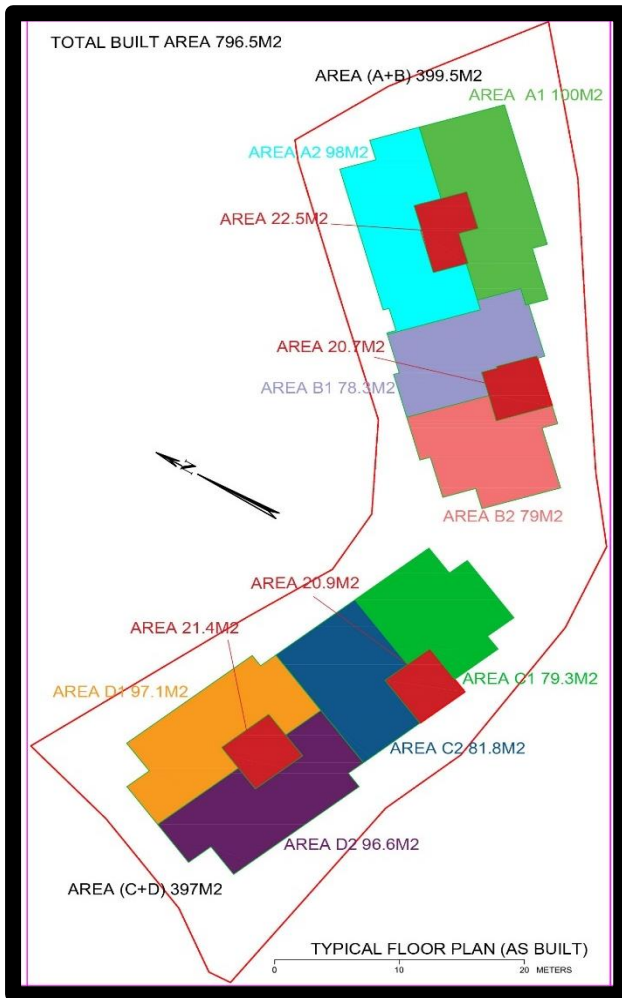 TOTAL BUILT AREA 796.5M2
AREA (A+B) 399.5M2
AREA A1 100M2
AREA A2 98M2
AREA 22.5M2
AREA 20.7M2
AREA B1 78.3M2
AREA B2 79M2
N
AREA 20.9M2
AREA 21.4M2
AREA C1 79.3M2
AREA D1 97.1M2
AREA C2 81.8M2
AREA D2 96.6M2
AREA (C+D) 397M2
TYPICAL FLOOR PLAN (AS BUILT)
0 10 20 METERS